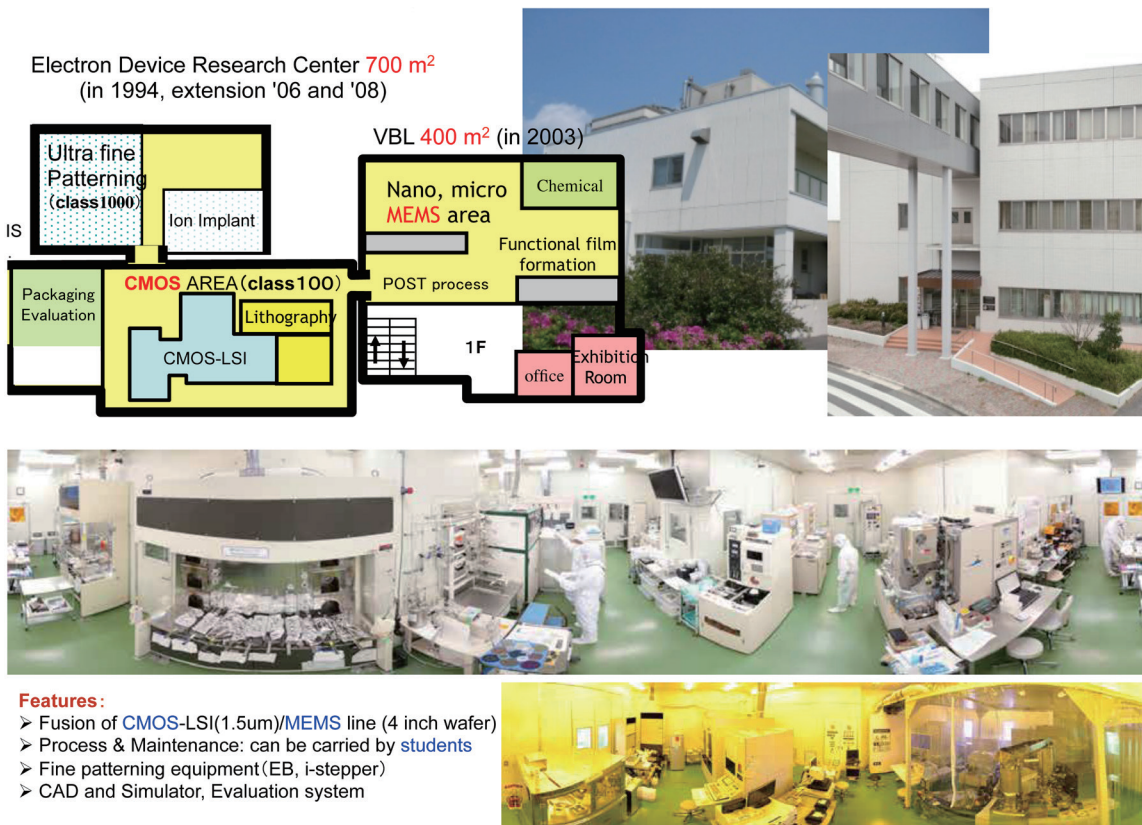 Electron Device Research Center 700 m²
(in 1994, extension '06 and '08)
VBL 400 m² (in 2003)
Ultra fine
Patterning
(class1000)
Ion Implant
IS
Nano, micro
MEMS area
Chemical
Functional film
formation
CMOS AREA(class100)
POST process
Packaging
Evaluation
Lithography
CMOS-LSI
1F
office
Exhibition
Room
Features:
➢ Fusion of CMOS-LSI(1.5um)/MEMS line (4 inch wafer)
➢ Process & Maintenance: can be carried by students
➢ Fine patterning equipment(EB, i-stepper)
➢ CAD and Simulator, Evaluation system